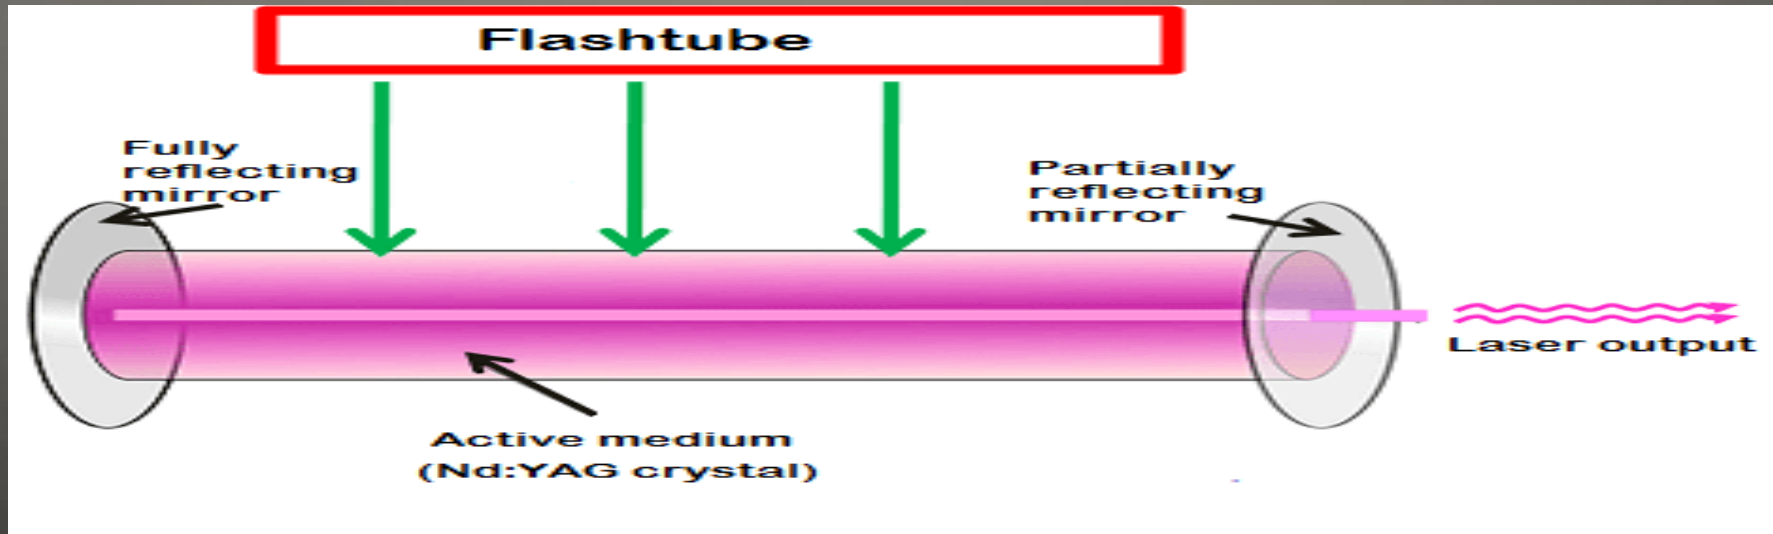 Flashtube
Fully
reflecting
mirror
Partially
reflecting
mirror
Laser output
Active medium
(Nd:YAG crystal)